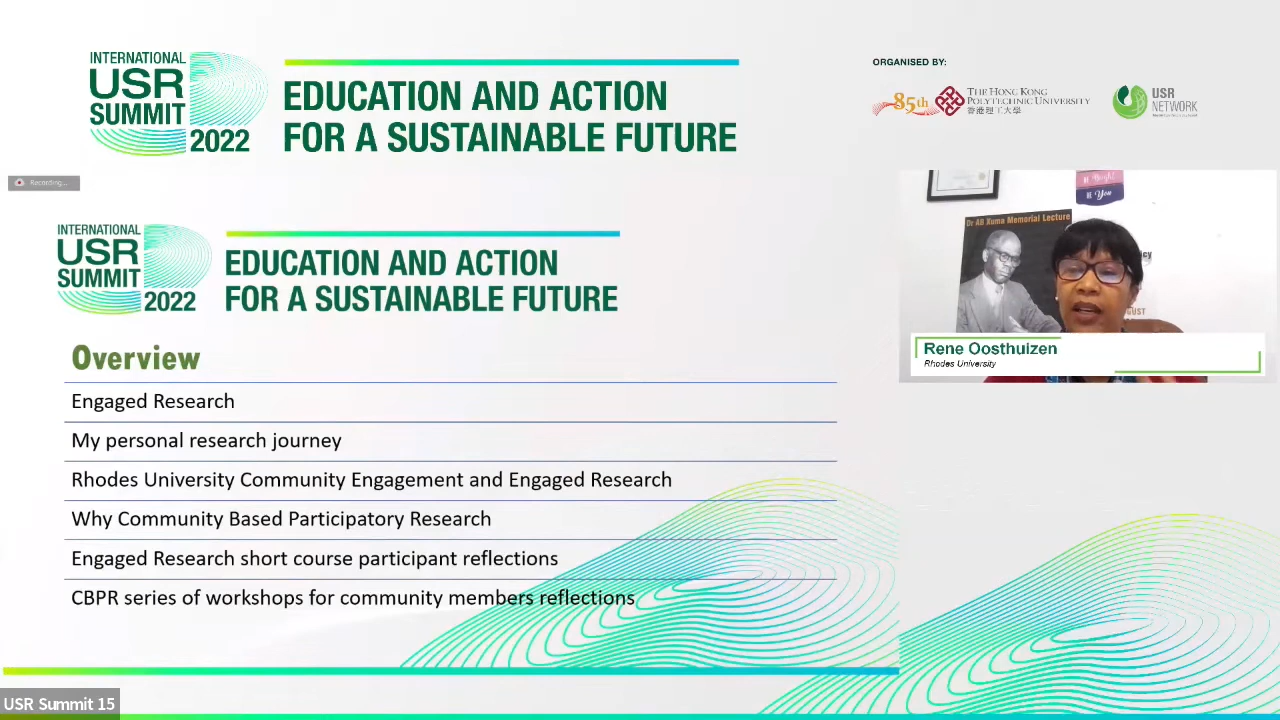 INTERNATIONAL
USR
SUMMIT
2022
EDUCATION AND ACTION
FOR A SUSTAINABLE FUTURE
ORGANISED BY:
85th
THE HONG KONG
POLYTECHNIC UNIVERSITY
香港理工大學
USR
NETWORK
Recording...
INTERNATIONAL
USR
SUMMIT
2022
EDUCATION AND ACTION
FOR A SUSTAINABLE FUTURE
Overview
Engaged Research
My personal research journey
Rhodes University Community Engagement and Engaged Research
Why Community Based Participatory Research
Engaged Research short course participant reflections
CBPR series of workshops for community members reflections
BE
BE You
Dr AB Xuma Memorial Lecture
Rene Oosthuizen
Rhodes University
USR Summit 15